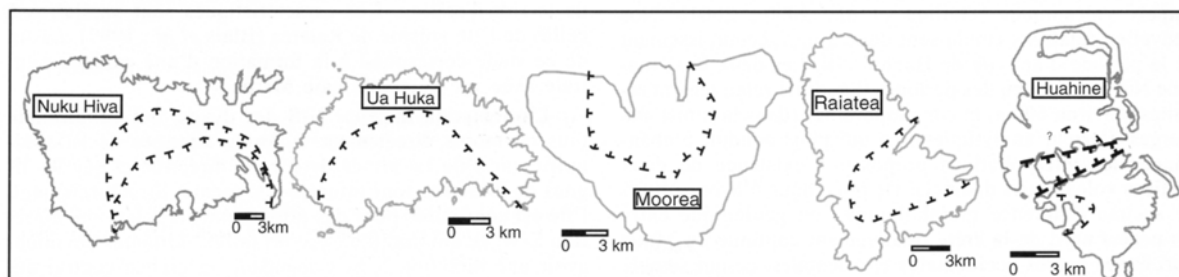 Nuku Hiva
0 3km
Ua Huka
0 3 km
Moorea
0 3 km
Raiatea
0 3km
Huahine
?
0 3 km